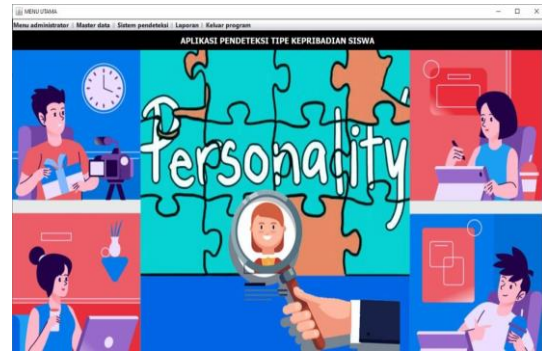 MENU UTAMA
Menu administrator Master data Sistem pendeteksi Laporan Keluar program
APLIKASI PENDETEKSI TIPE KEPRIBADIAN SISWA
Personality